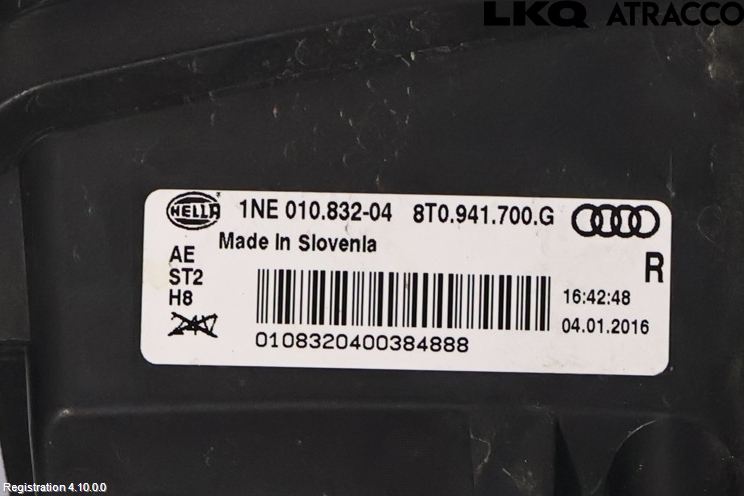 LKQ ATRACCO
HELLA 1NE 010.832-04 8T0.941.700.G
Made In Slovenia
AE
ST2
H8
R
16:42:48
04.01.2016
0108320400384888
Registration 4.10.0.0